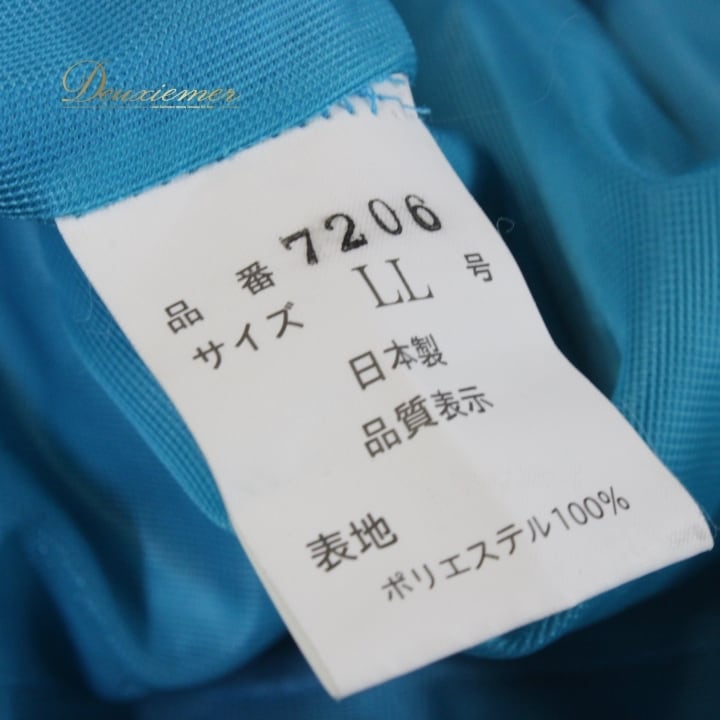 Deuxiemer
品番 7206
サイズ LL 号
日本製
品質表示
表地
ポリエステル100%